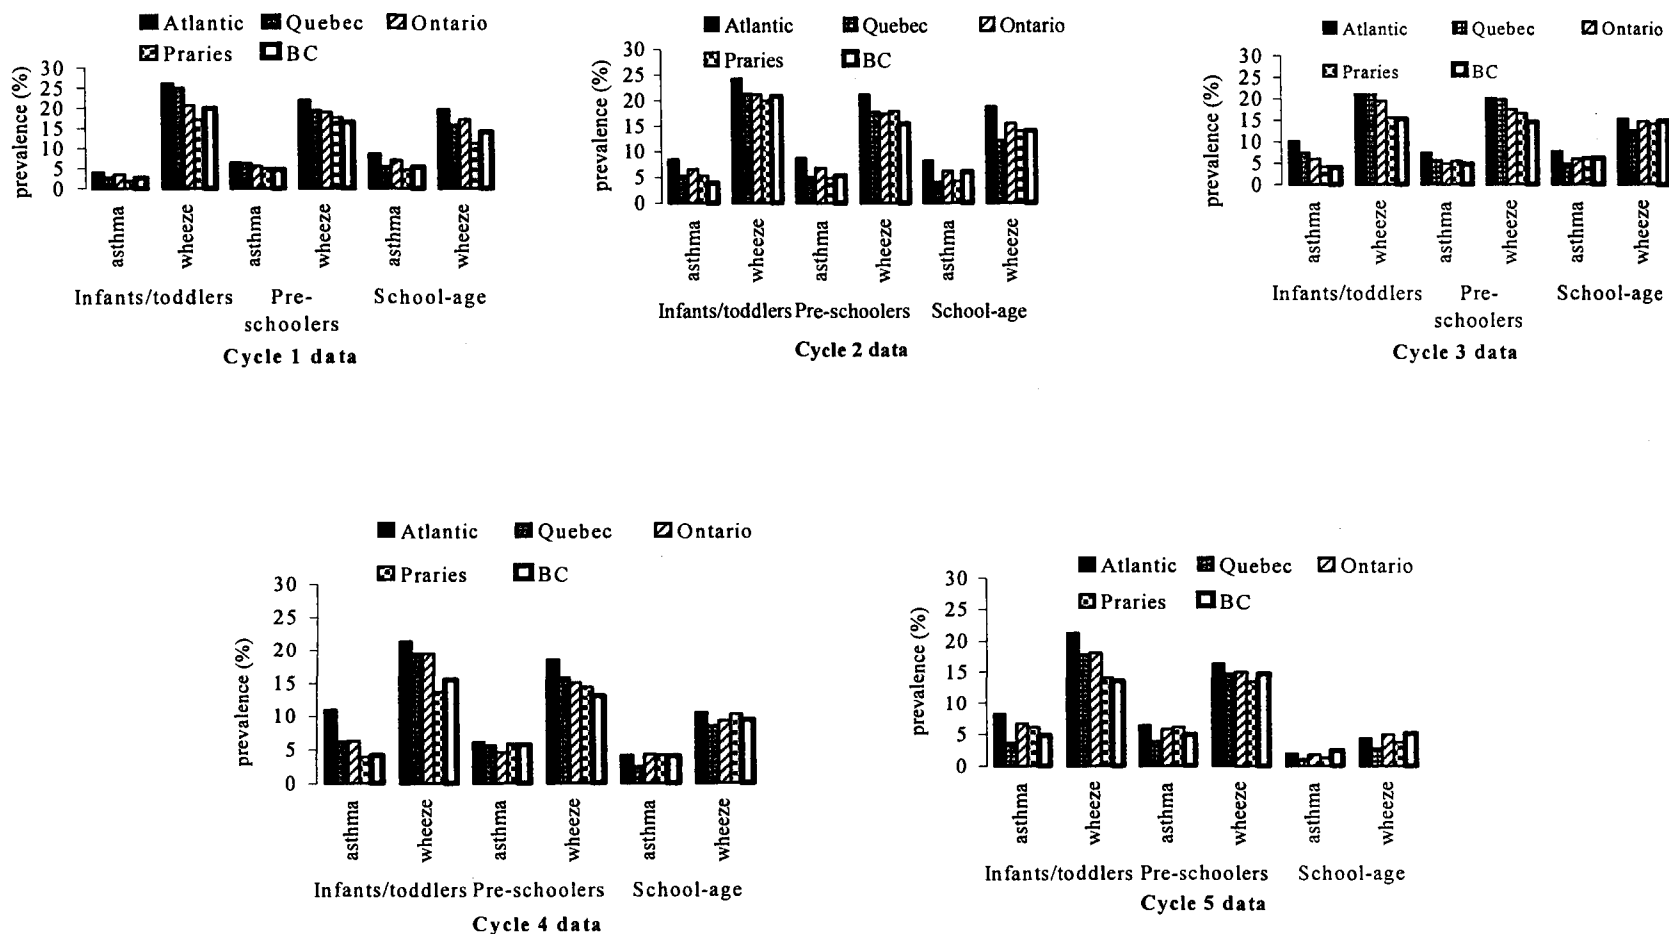 Atlantic Quebec Ontario
Praries BC
prevalence (%)
30
25
20
15
10
5
0
asthma wheeze asthma wheeze asthma wheeze
Infants/toddlers Pre- School-age
schoolers
Cycle 1 data
Atlantic Quebec Ontario
Praries BC
prevalence (%)
30
25
20
15
10
5
0
asthma wheeze asthma wheeze asthma wheeze
Infants/toddlers Pre-schoolers School-age
Cycle 2 data
Atlantic Quebec Ontario
Praries BC
prevalence (%)
30
25
20
15
10
5
0
asthma wheeze asthma wheeze asthma wheeze
Infants/toddlers Pre- School-age
schoolers
Cycle 3 data
Atlantic Quebec Ontario
Praries BC
prevalence (%)
30
25
20
15
10
5
0
asthma wheeze asthma wheeze asthma wheeze
Infants/toddlers Pre-schoolers School-age
Cycle 4 data
Atlantic Quebec Ontario
Praries BC
prevalence (%)
30
25
20
15
10
5
0
asthma wheeze asthma wheeze asthma wheeze
Infants/toddlers Pre-schoolers School-age
Cycle 5 data